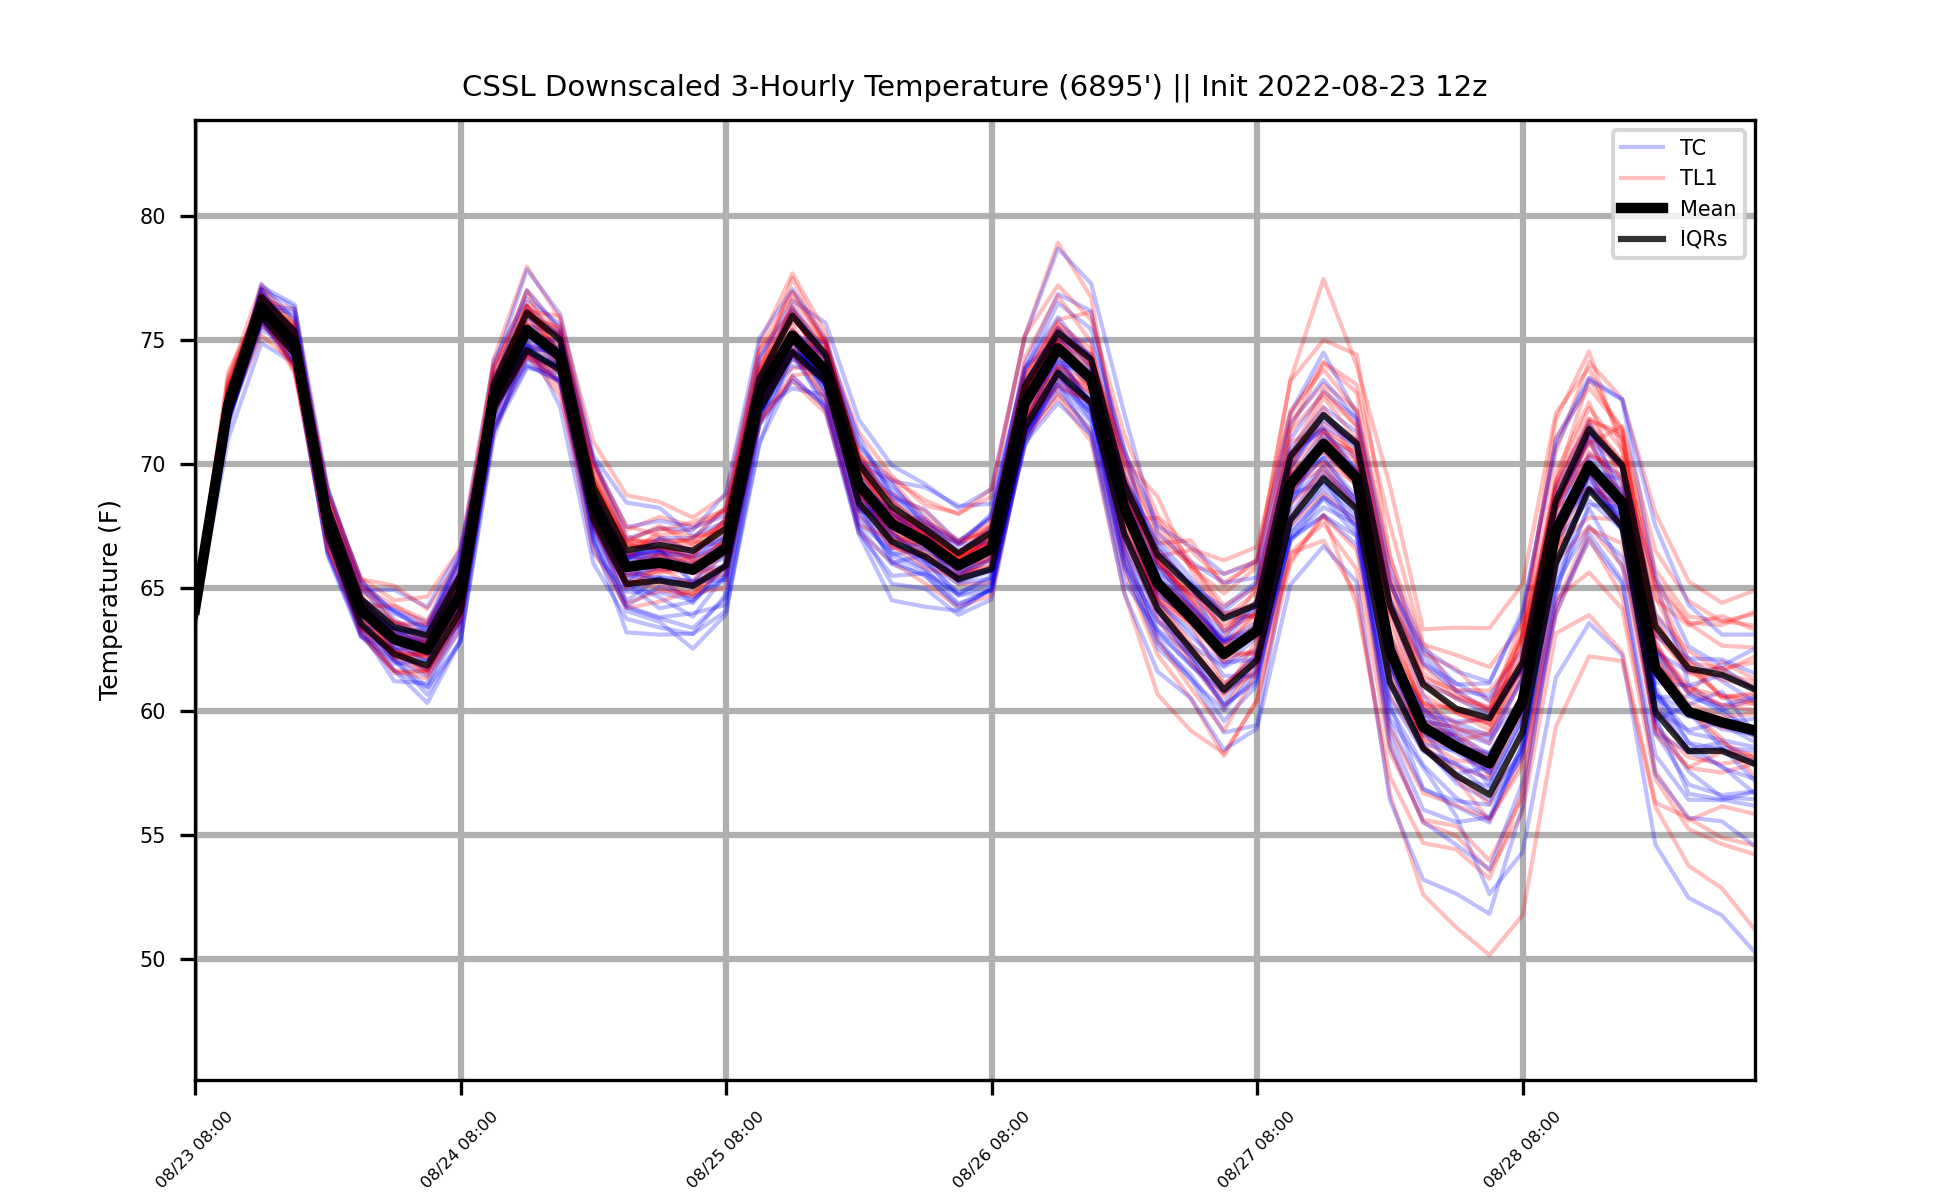 CSSL Downscaled 3-Hourly Temperature (6895') || Init 2022-08-23 12z
TC
TL1
Mean
IQRs
Temperature (F)
80
75
70
65
60
55
50
08/23 08:00
08/24 08:00
08/25 08:00
08/26 08:00
08/27 08:00
08/28 08:00